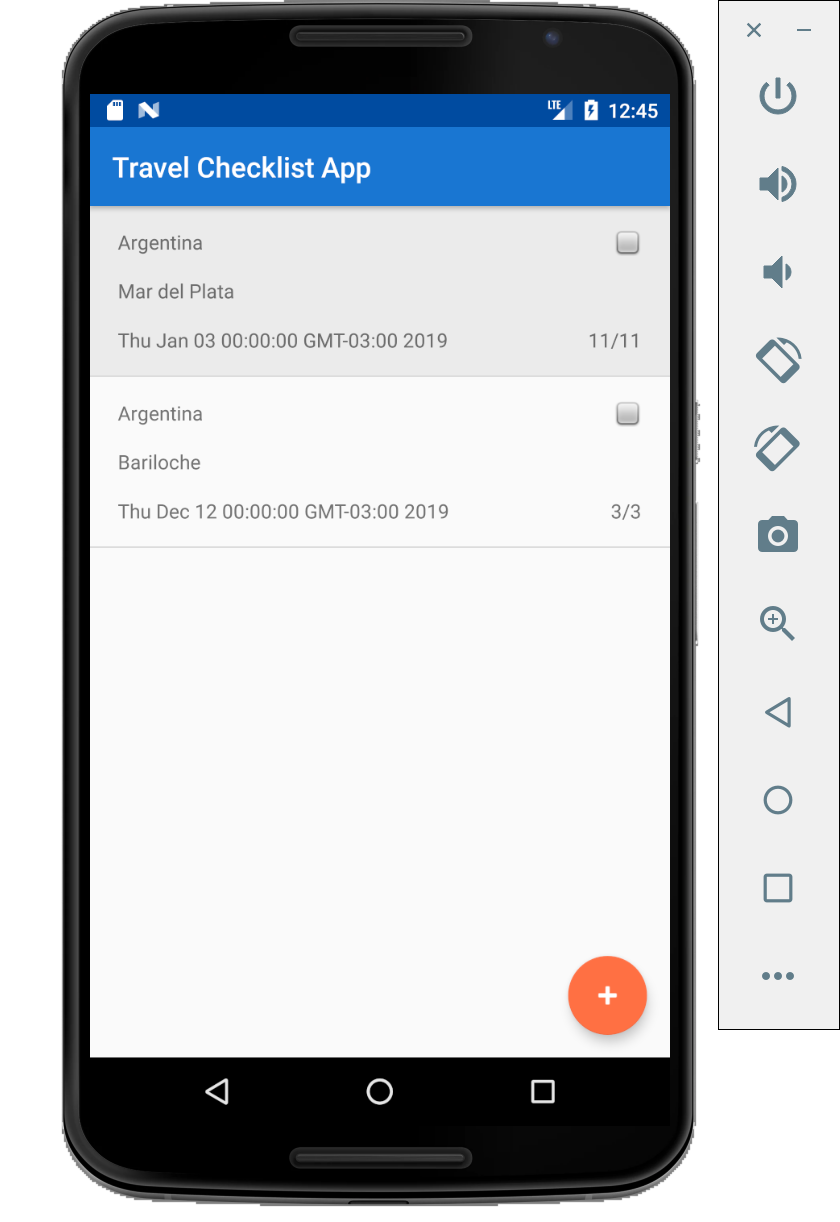 LTE 12:45
Travel Checklist App
Argentina
Mar del Plata
Thu Jan 03 00:00:00 GMT-03:00 2019 11/11
Argentina
Bariloche
Thu Dec 12 00:00:00 GMT-03:00 2019 3/3